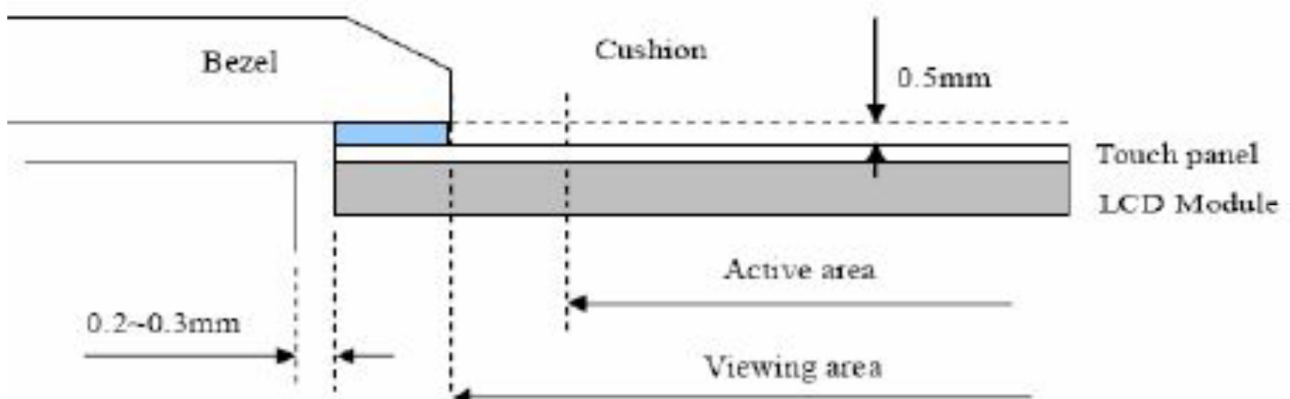 Bezel
Cushion
0.5mm
Touch panel
LCD Module
Active area
0.2~0.3mm
Viewing area